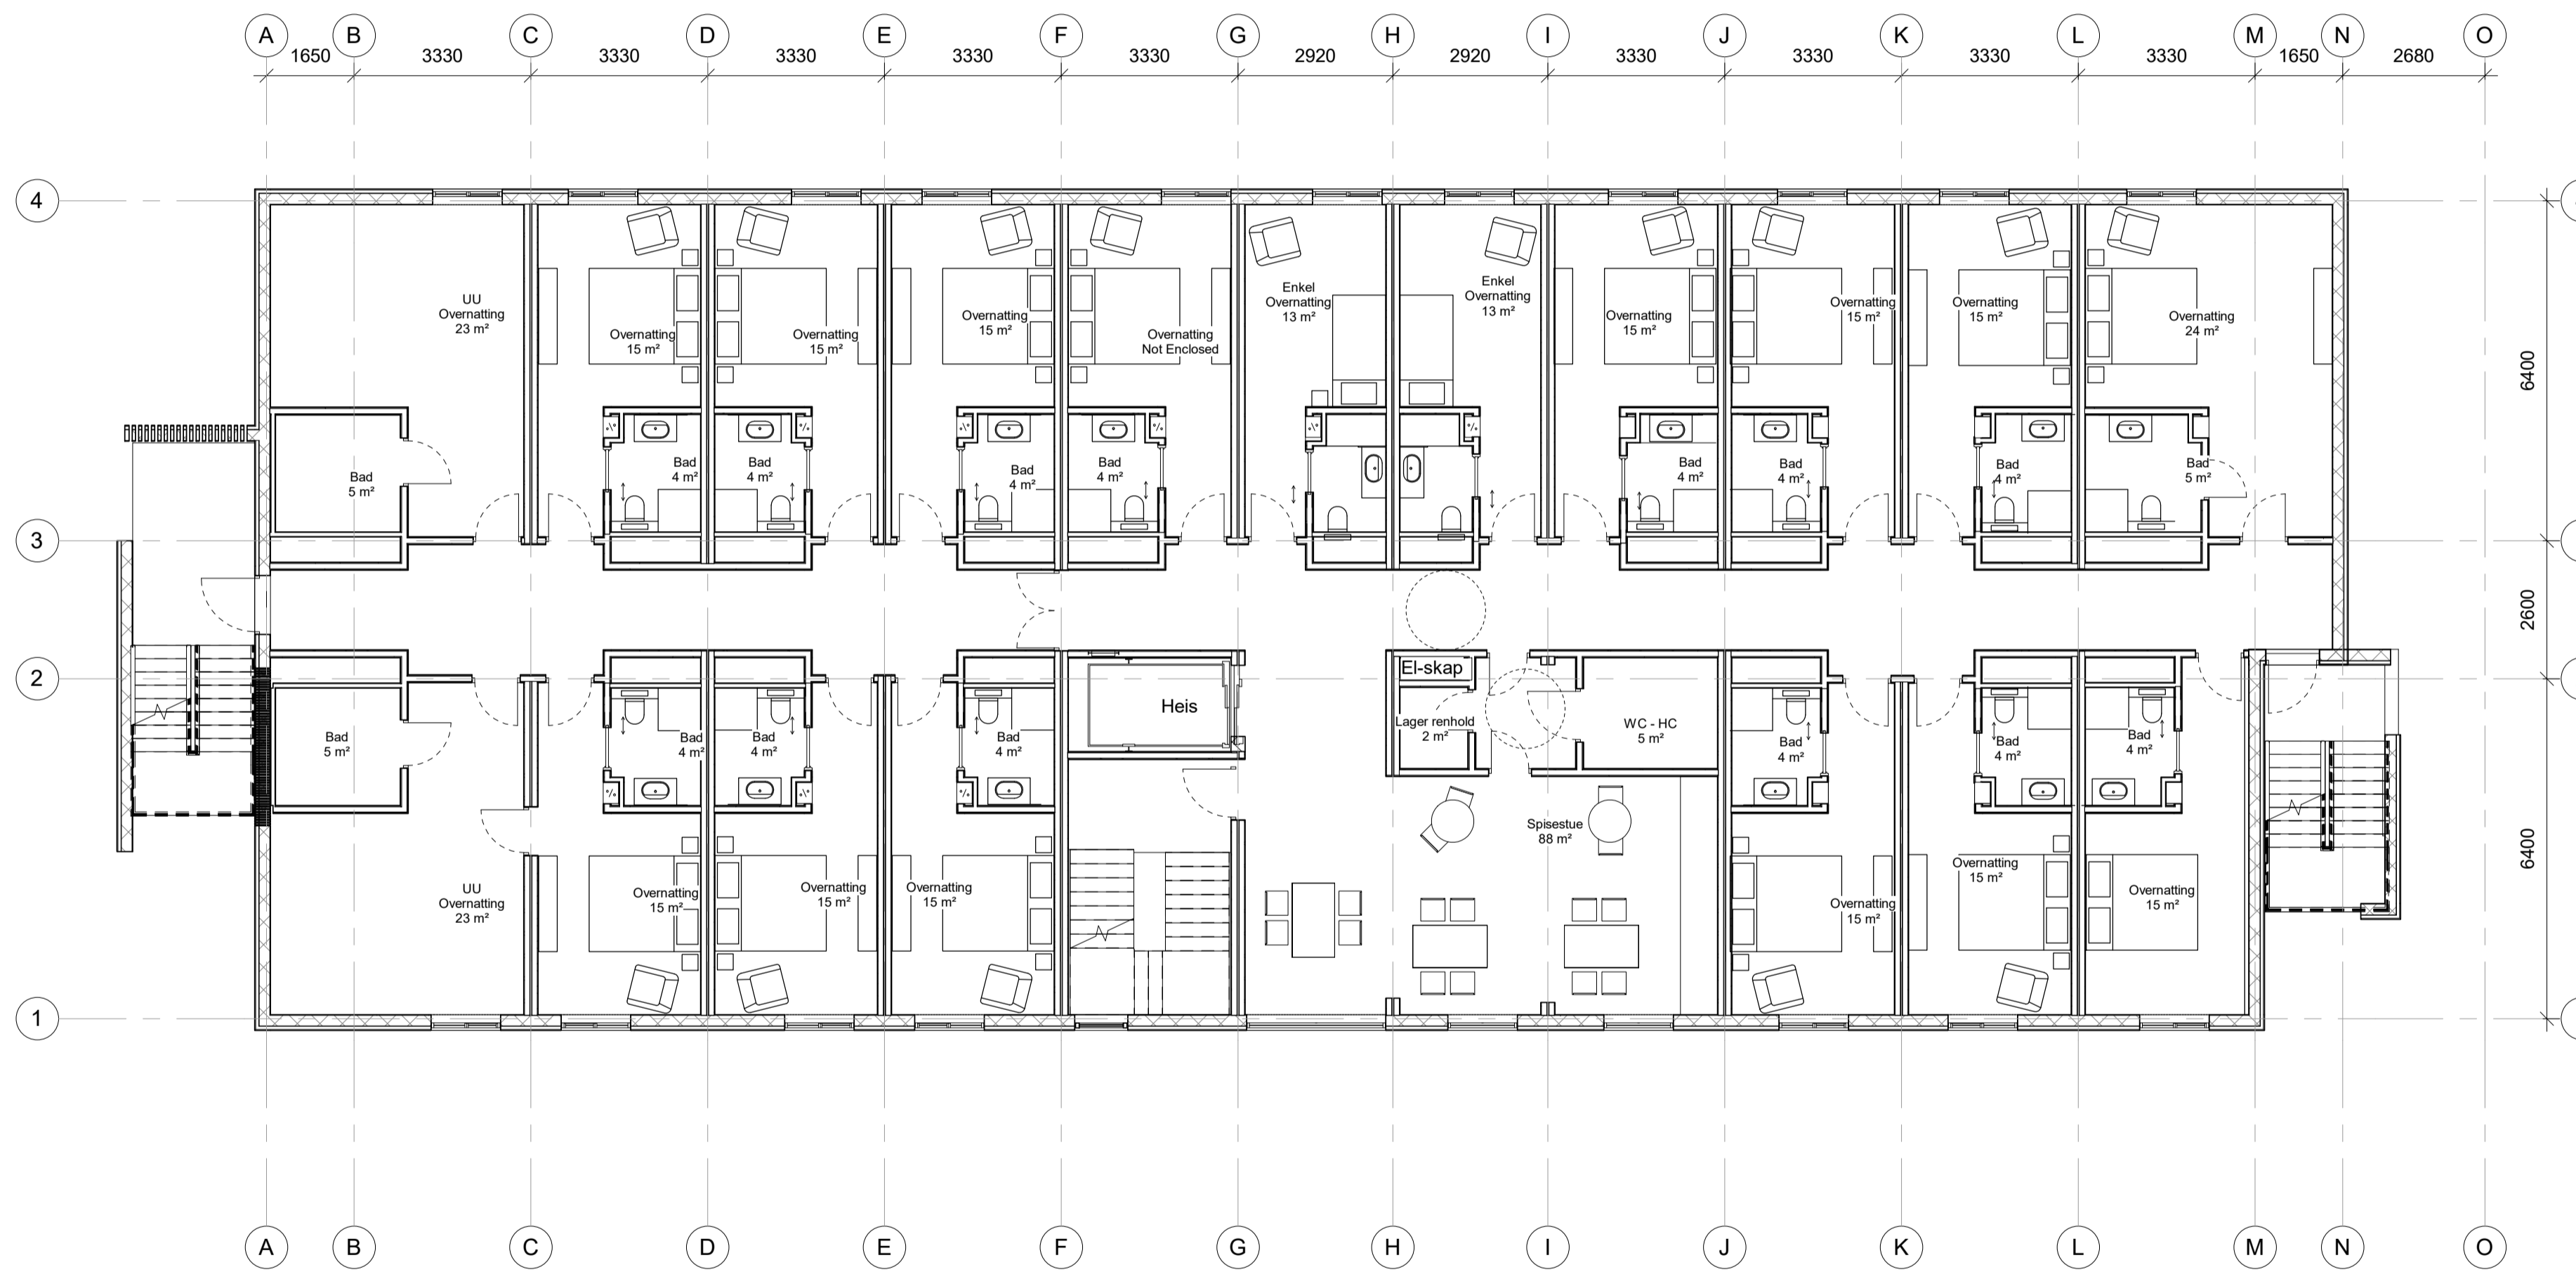 A B C D E F G H I J K L M N O
1650 3330 3330 3330 3330 3330 2920 2920 3330 3330 3330 3330 1650 2680
4
UU
Overnatting
23 m²
Overnatting
15 m²
Overnatting
15 m²
Overnatting
15 m²
Overnatting
Not Enclosed
Enkel
Overnatting
13 m²
Enkel
Overnatting
13 m²
Overnatting
15 m²
Overnatting
15 m²
Overnatting
15 m²
Overnatting
24 m²
6400
Bad
5 m²
Bad
4 m²
Bad
4 m²
Bad
4 m²
Bad
4 m²
Bad
4 m²
Bad
4 m²
Bad
4 m²
Bad
5 m²
3
2600
2
Bad
5 m²
Bad
4 m²
Bad
4 m²
Bad
4 m²
Heis
El-skap
Lager renhold
2 m²
WC - HC
5 m²
Bad
4 m²
Bad
4 m²
Bad
4 m²
Spisestue
88 m²
6400
UU
Overnatting
23 m²
Overnatting
15 m²
Overnatting
15 m²
Overnatting
15 m²
Overnatting
15 m²
Overnatting
15 m²
Overnatting
15 m²
1
A B C D E F G H I J K L M N O